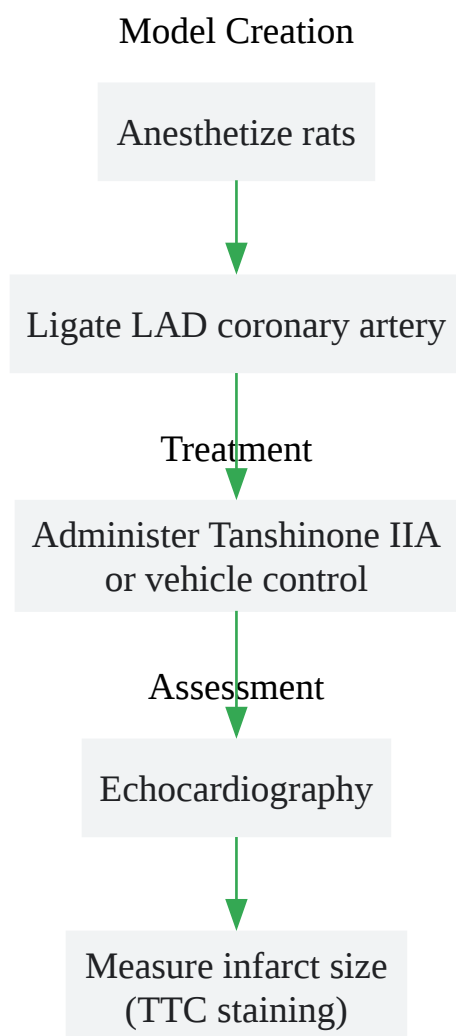 Model Creation
Anesthetize rats
Ligate LAD coronary artery
Treatment
Administer Tanshinone IIA
or vehicle control
Assessment
Echocardiography
Measure infarct size
(TTC staining)